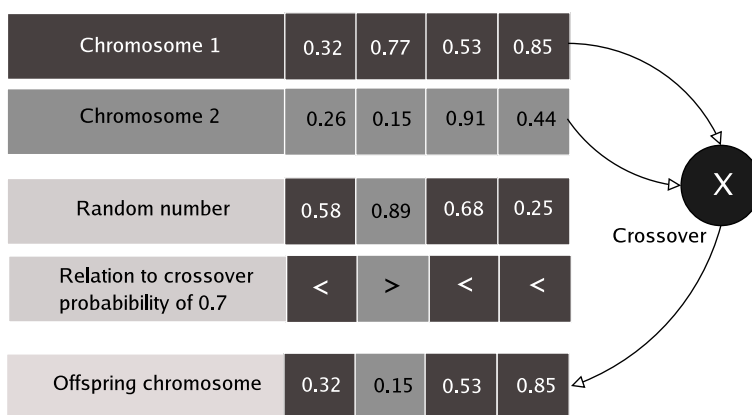 Chromosome 1 0.32 0.77 0.53 0.85
Chromosome 2 0.26 0.15 0.91 0.44
X
Random number 0.58 0.89 0.68 0.25
Crossover
Relation to crossover
probabibility of 0.7 < > < <
Offspring chromosome 0.32 0.15 0.53 0.85